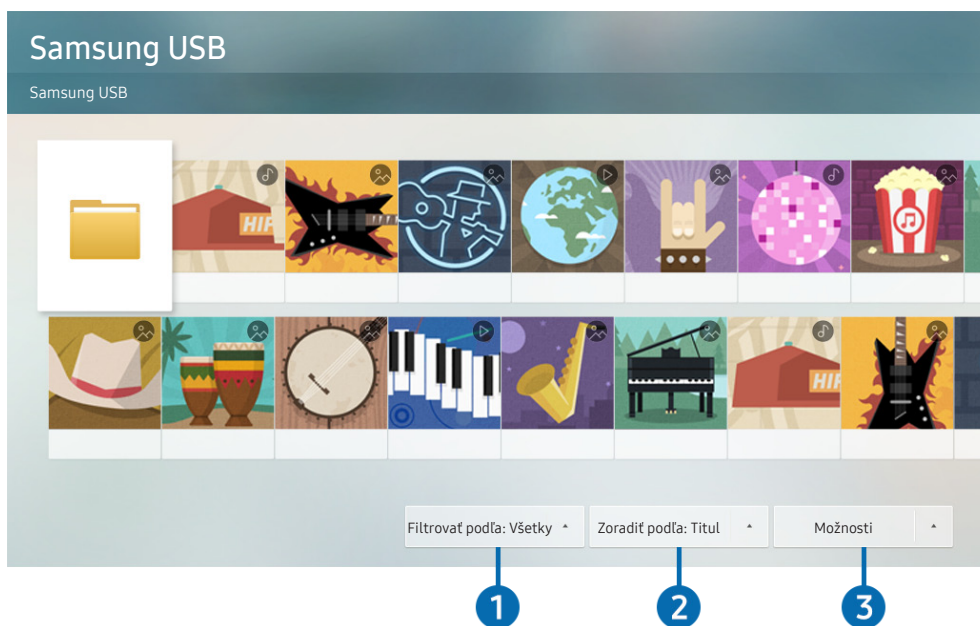 Samsung USB
Samsung USB
HIP
HIP
Filtrovať podľa: Všetky
Zoradiť podľa: Titul
Možnosti
1
2
3